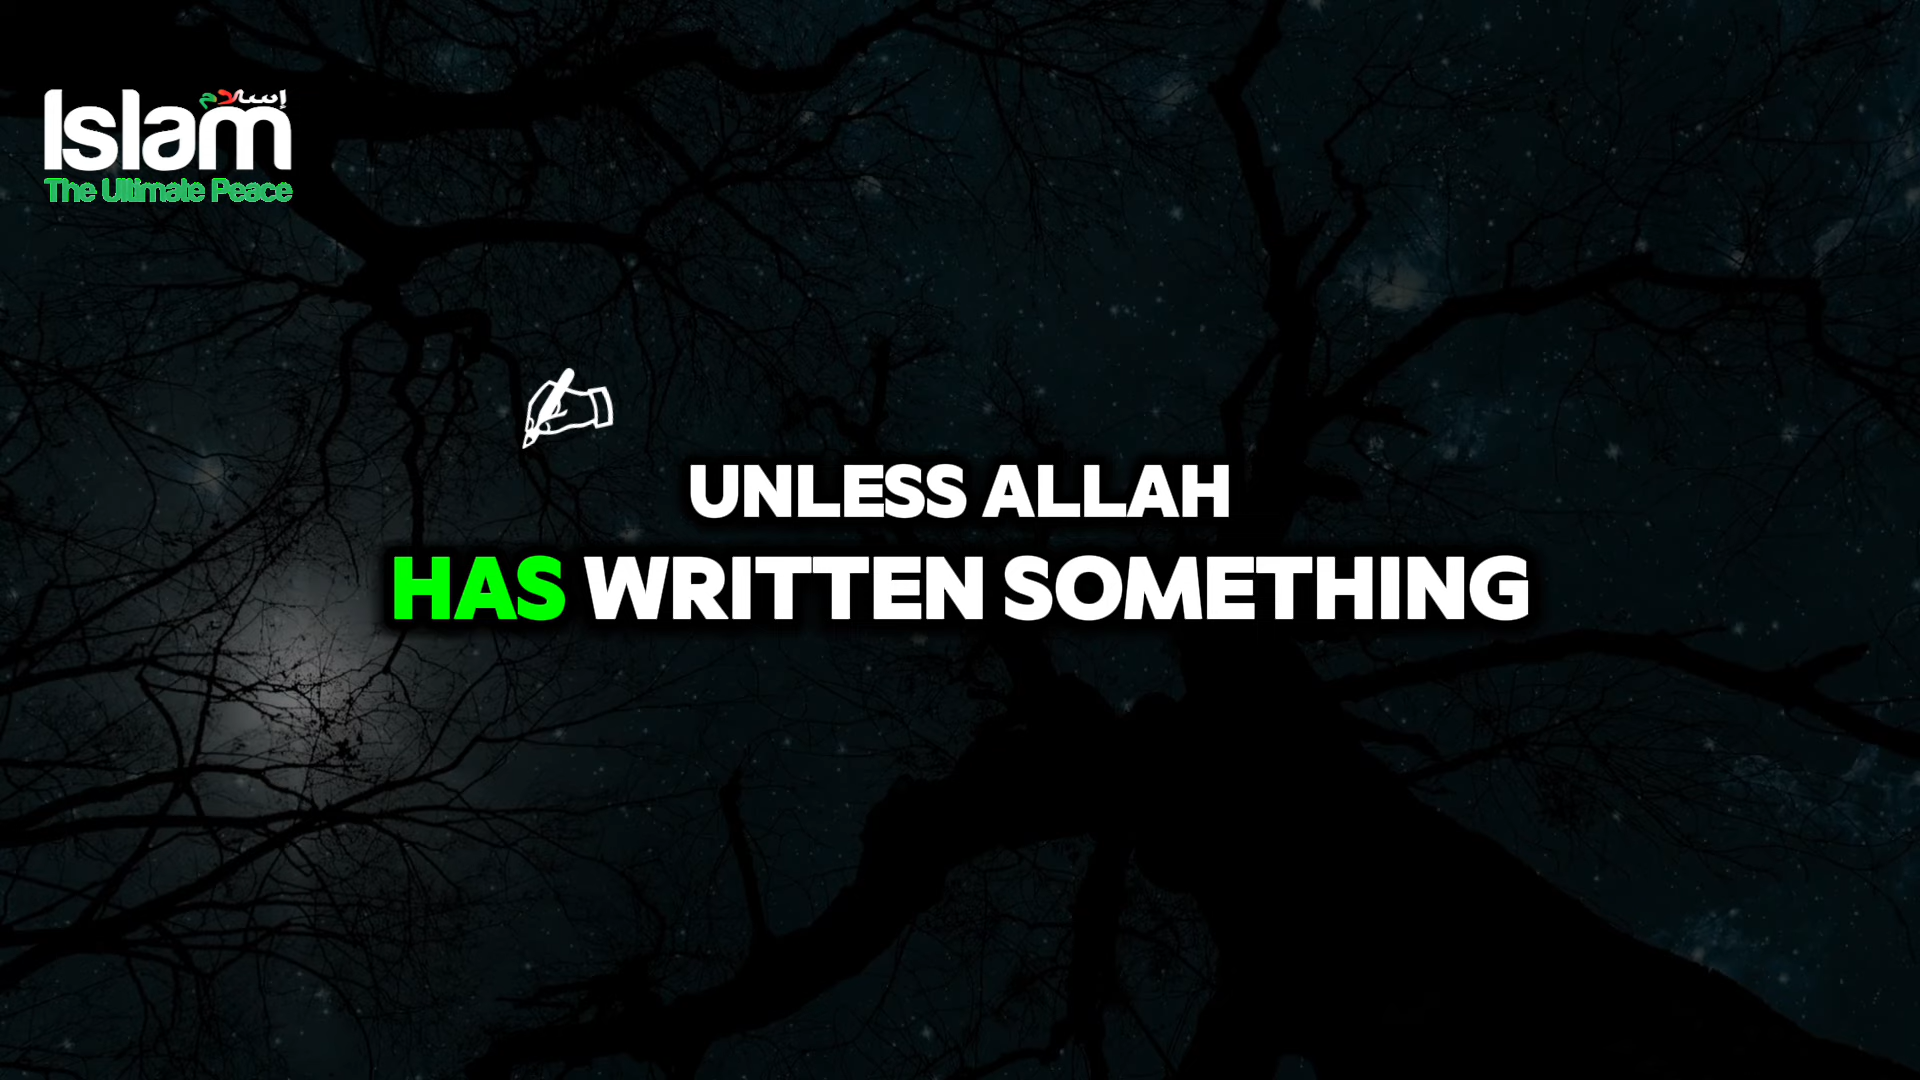 إسلام
Islam
The Ultimate Peace
UNLESS ALLAH
HAS WRITTEN SOMETHING